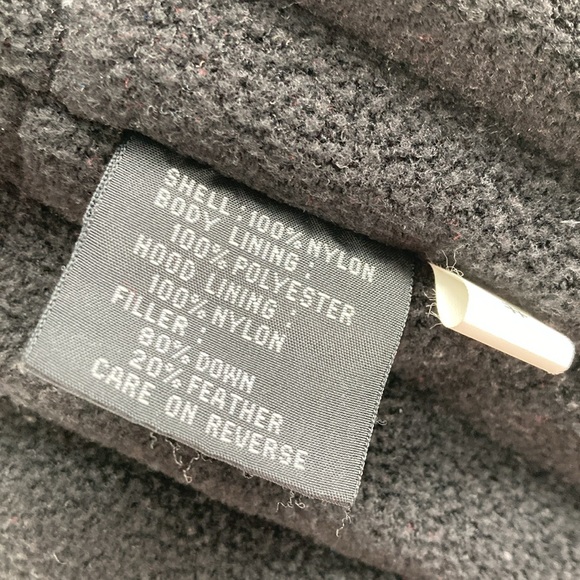 SHELL : 100% NYLON
BODY LINING :
100% POLYESTER
HOOD LINING :
100% NYLON
FILLER :
80% DOWN
20% FEATHER
CARE ON REVERSE